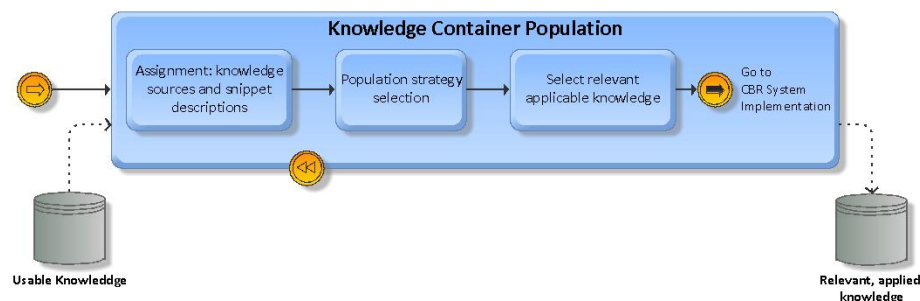 Knowledge Container Population
Assignment: knowledge
sources and snippet
descriptions
Population strategy
selection
Select relevant
applicable knowledge
Go to
CBR System
Implementation
Usable Knowleddge
Relevant, applied
knowledge